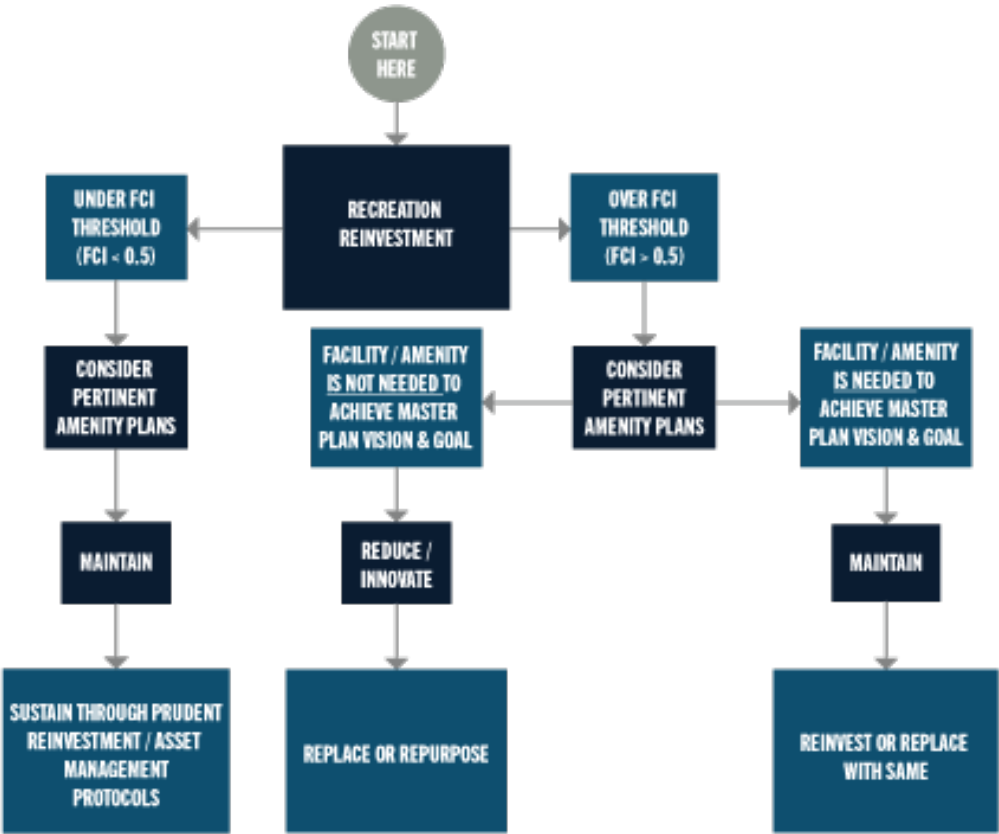 START
HERE
RECREATION
REINVESTMENT
UNDER FCI
THRESHOLD
(FCI < 0.5)
OVER FCI
THRESHOLD
(FCI > 0.5)
CONSIDER
PERTINENT
AMENITY PLANS
FACILITY / AMENITY
IS NOT NEEDED TO
ACHIEVE MASTER
PLAN VISION & GOAL
CONSIDER
PERTINENT
AMENITY PLANS
FACILITY / AMENITY
IS NEEDED TO
ACHIEVE MASTER
PLAN VISION & GOAL
MAINTAIN
REDUCE /
INNOVATE
MAINTAIN
SUSTAIN THROUGH PRUDENT
REINVESTMENT / ASSET
MANAGEMENT
PROTOCOLS
REPLACE OR REPURPOSE
REINVEST OR REPLACE
WITH SAME